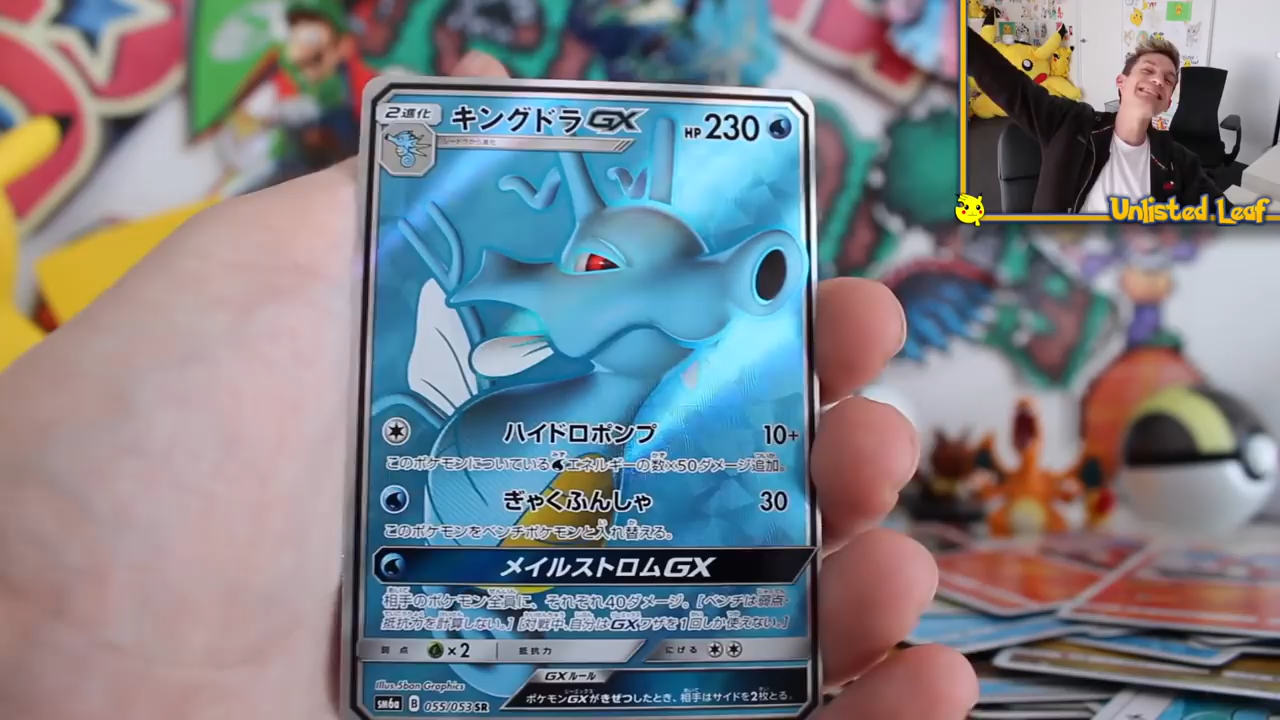 2進化 キングドラGX HP 230
シードラから進化
Unlisted Leaf
ハイドロポンプ 10+
このポケモンについているエネルギーの数×50ダメージ追加。
ぎゃくふんしゃ 30
このポケモンをベンチポケモンと入れ替える。
メイルストロムGX
相手のポケモン全員に、それぞれ40ダメージ。[ベンチは弱点・
抵抗力を計算しない。] [対戦中、自分はGXワザを1回しか使えない。]
弱点 ×2 抵抗力 にげる
Illus. 5ban Graphics
GXルール
sm6a B 055/053 SR
ポケモンGXがきぜつしたとき、相手はサイドを2枚とる。